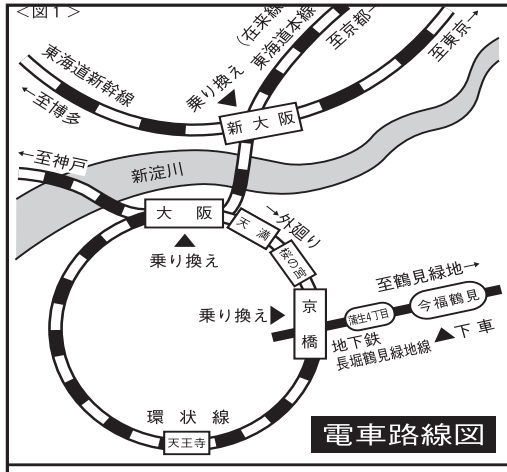 ＜図1＞
(在来線)
東海道本線
至京都→
至東京→
東海道新幹線
←至博多
乗り換え
新大阪
←至神戸
新淀川
大阪
天満
→外廻り
桜の宮
乗り換え
至鶴見緑地→
乗り換え
京橋
蒲生4丁目
今福鶴見
地下鉄
長堀鶴見緑地線
下車
環状線
天王寺
電車路線図